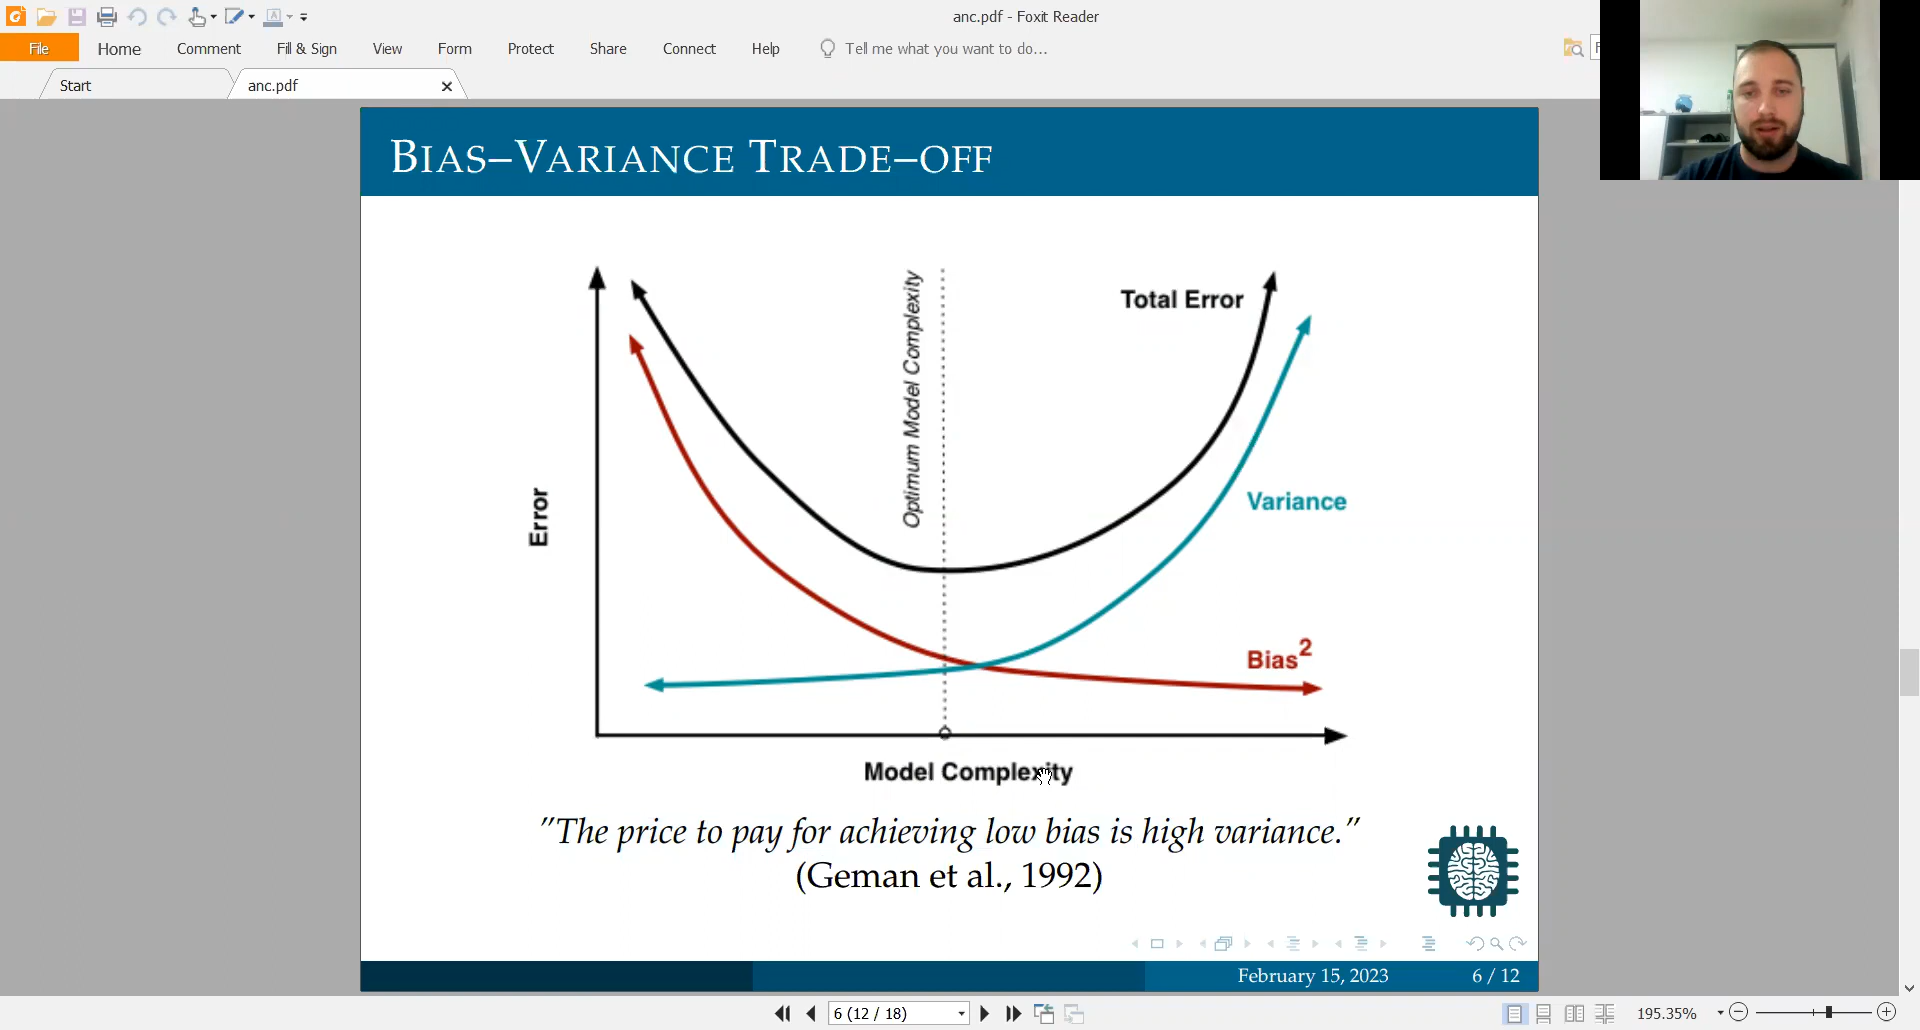 anc.pdf - Foxit Reader
File Home Comment Fill & Sign View Form Protect Share Connect Help Tell me what you want to do...
Start anc.pdf
BIAS–VARIANCE TRADE–OFF
Total Error
Optimum Model Complexity
Error
Variance
Bias²
Model Complexity
"The price to pay for achieving low bias is high variance."
(Geman et al., 1992)
February 15, 2023 6 / 12
6 (12 / 18) 195.35%